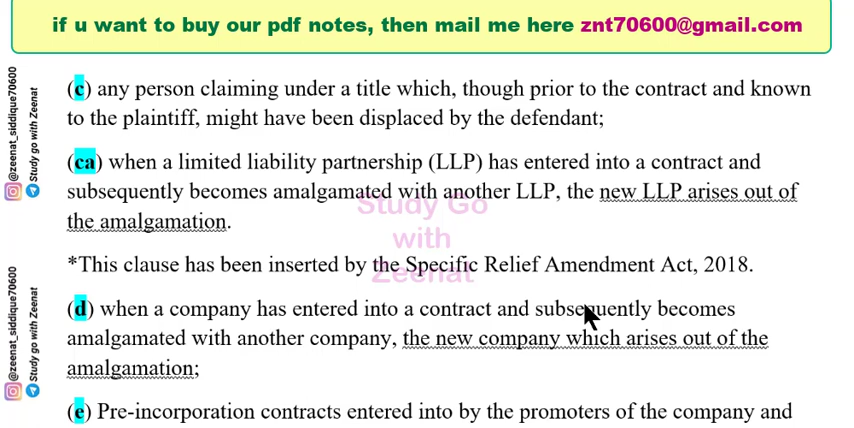 if u want to buy our pdf notes, then mail me here znt70600@gmail.com
(c) any person claiming under a title which, though prior to the contract and known
to the plaintiff, might have been displaced by the defendant;
(ca) when a limited liability partnership (LLP) has entered into a contract and
subsequently becomes amalgamated with another LLP, the new LLP arises out of
the amalgamation.
*This clause has been inserted by the Specific Relief Amendment Act, 2018.
(d) when a company has entered into a contract and subsequently becomes
amalgamated with another company, the new company which arises out of the
amalgamation;
(e) Pre-incorporation contracts entered into by the promoters of the company and
Study Go
with
Zeenat
@zeenat_siddique70600
Study go with Zeenat
@zeenat_siddique70600
Study go with Zeenat